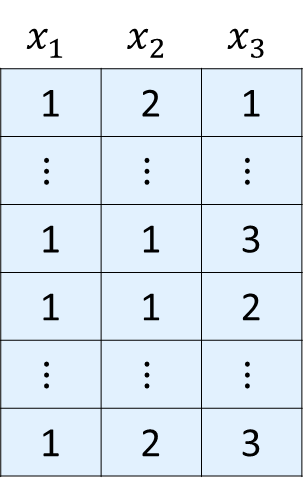 x₁ x₂ x₃
1 2 1
⋮ ⋮ ⋮
1 1 3
1 1 2
⋮ ⋮ ⋮
1 2 3